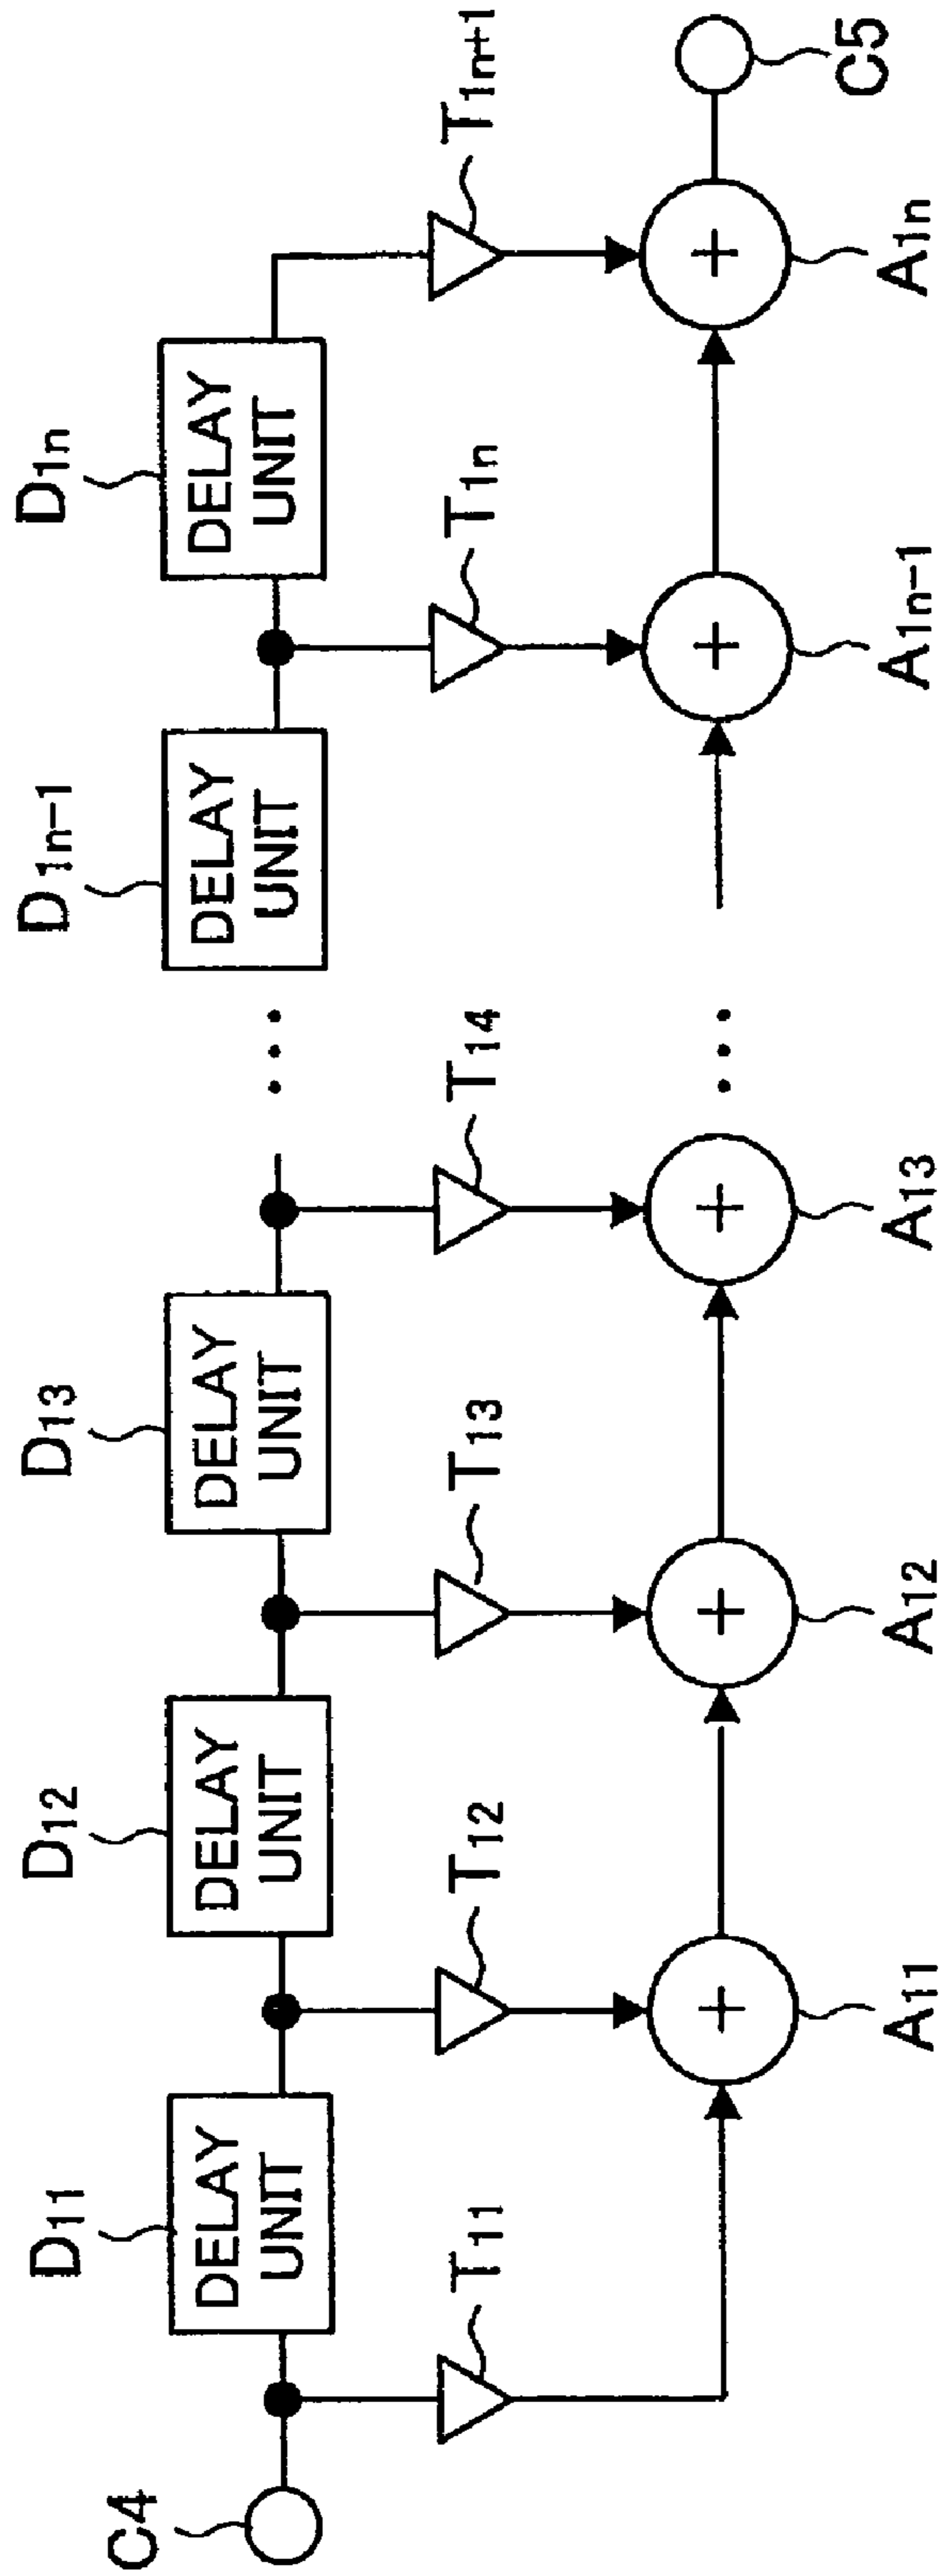 D11 D12 D13 D1n-1 D1n
C4
DELAY
UNIT
DELAY
UNIT
DELAY
UNIT
...
DELAY
UNIT
DELAY
UNIT
T11 T12 T13 T14 T1n T1n+1
+ + + ... + +
A11 A12 A13 A1n-1 A1n
C5